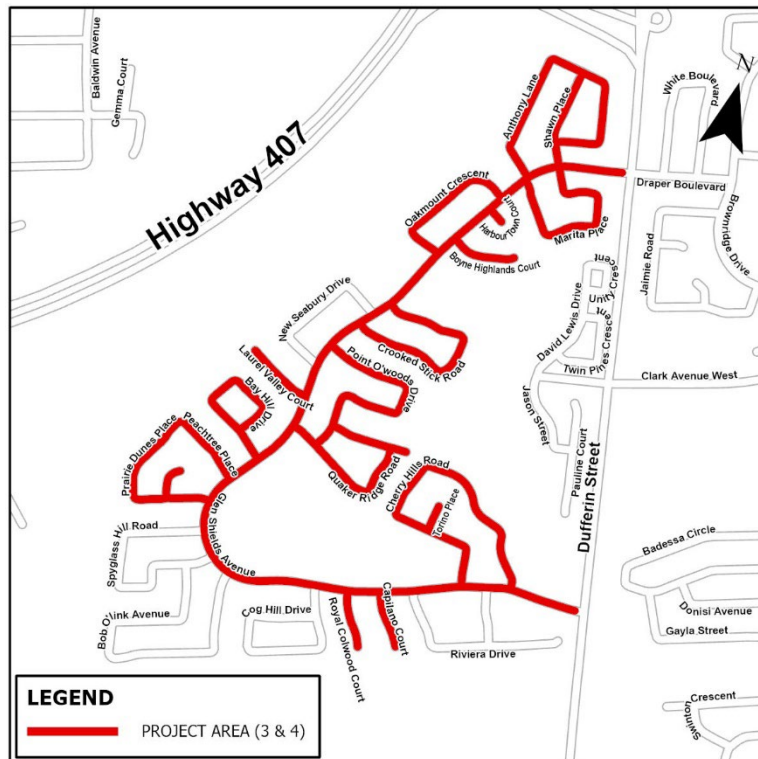 Baldwin Avenue
Gemma Court
Highway 407
Anthony Lane
Shawn Place
White Boulevard
N
Draper Boulevard
Oakmount Crescent
Harbour Town Court
Marita Place
Brownridge Drive
Boyne Highlands Court
Jaimie Road
Unity Crescent
New Seabury Drive
David Lewis Drive
Crooked Stick Road
Twin Pines Crescent
Laurel Valley Court
Point O'woods Drive
Clark Avenue West
Bay Hill Drive
Jason Street
Peachtree Place
Prairie Dunes Place
Pauline Court
Quaker Ridge Road
Cherry Hills Road
Torino Place
Dufferin Street
Glen Shields Avenue
Spyglass Hill Road
Badessa Circle
Bob O'link Avenue
Cog Hill Drive
Royal Colwood Court
Capilano Court
Donisi Avenue
Gayla Street
Riviera Drive
Swinton Crescent
LEGEND
PROJECT AREA (3 & 4)